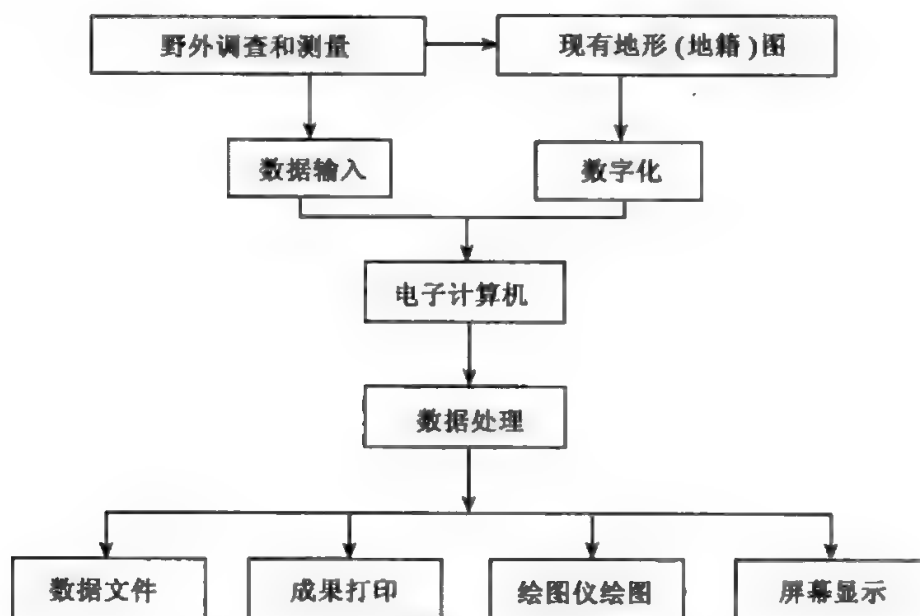 野外调查和测量
现有地形(地籍)图
数据输入
数字化
电子计算机
数据处理
数据文件
成果打印
绘图仪绘图
屏幕显示